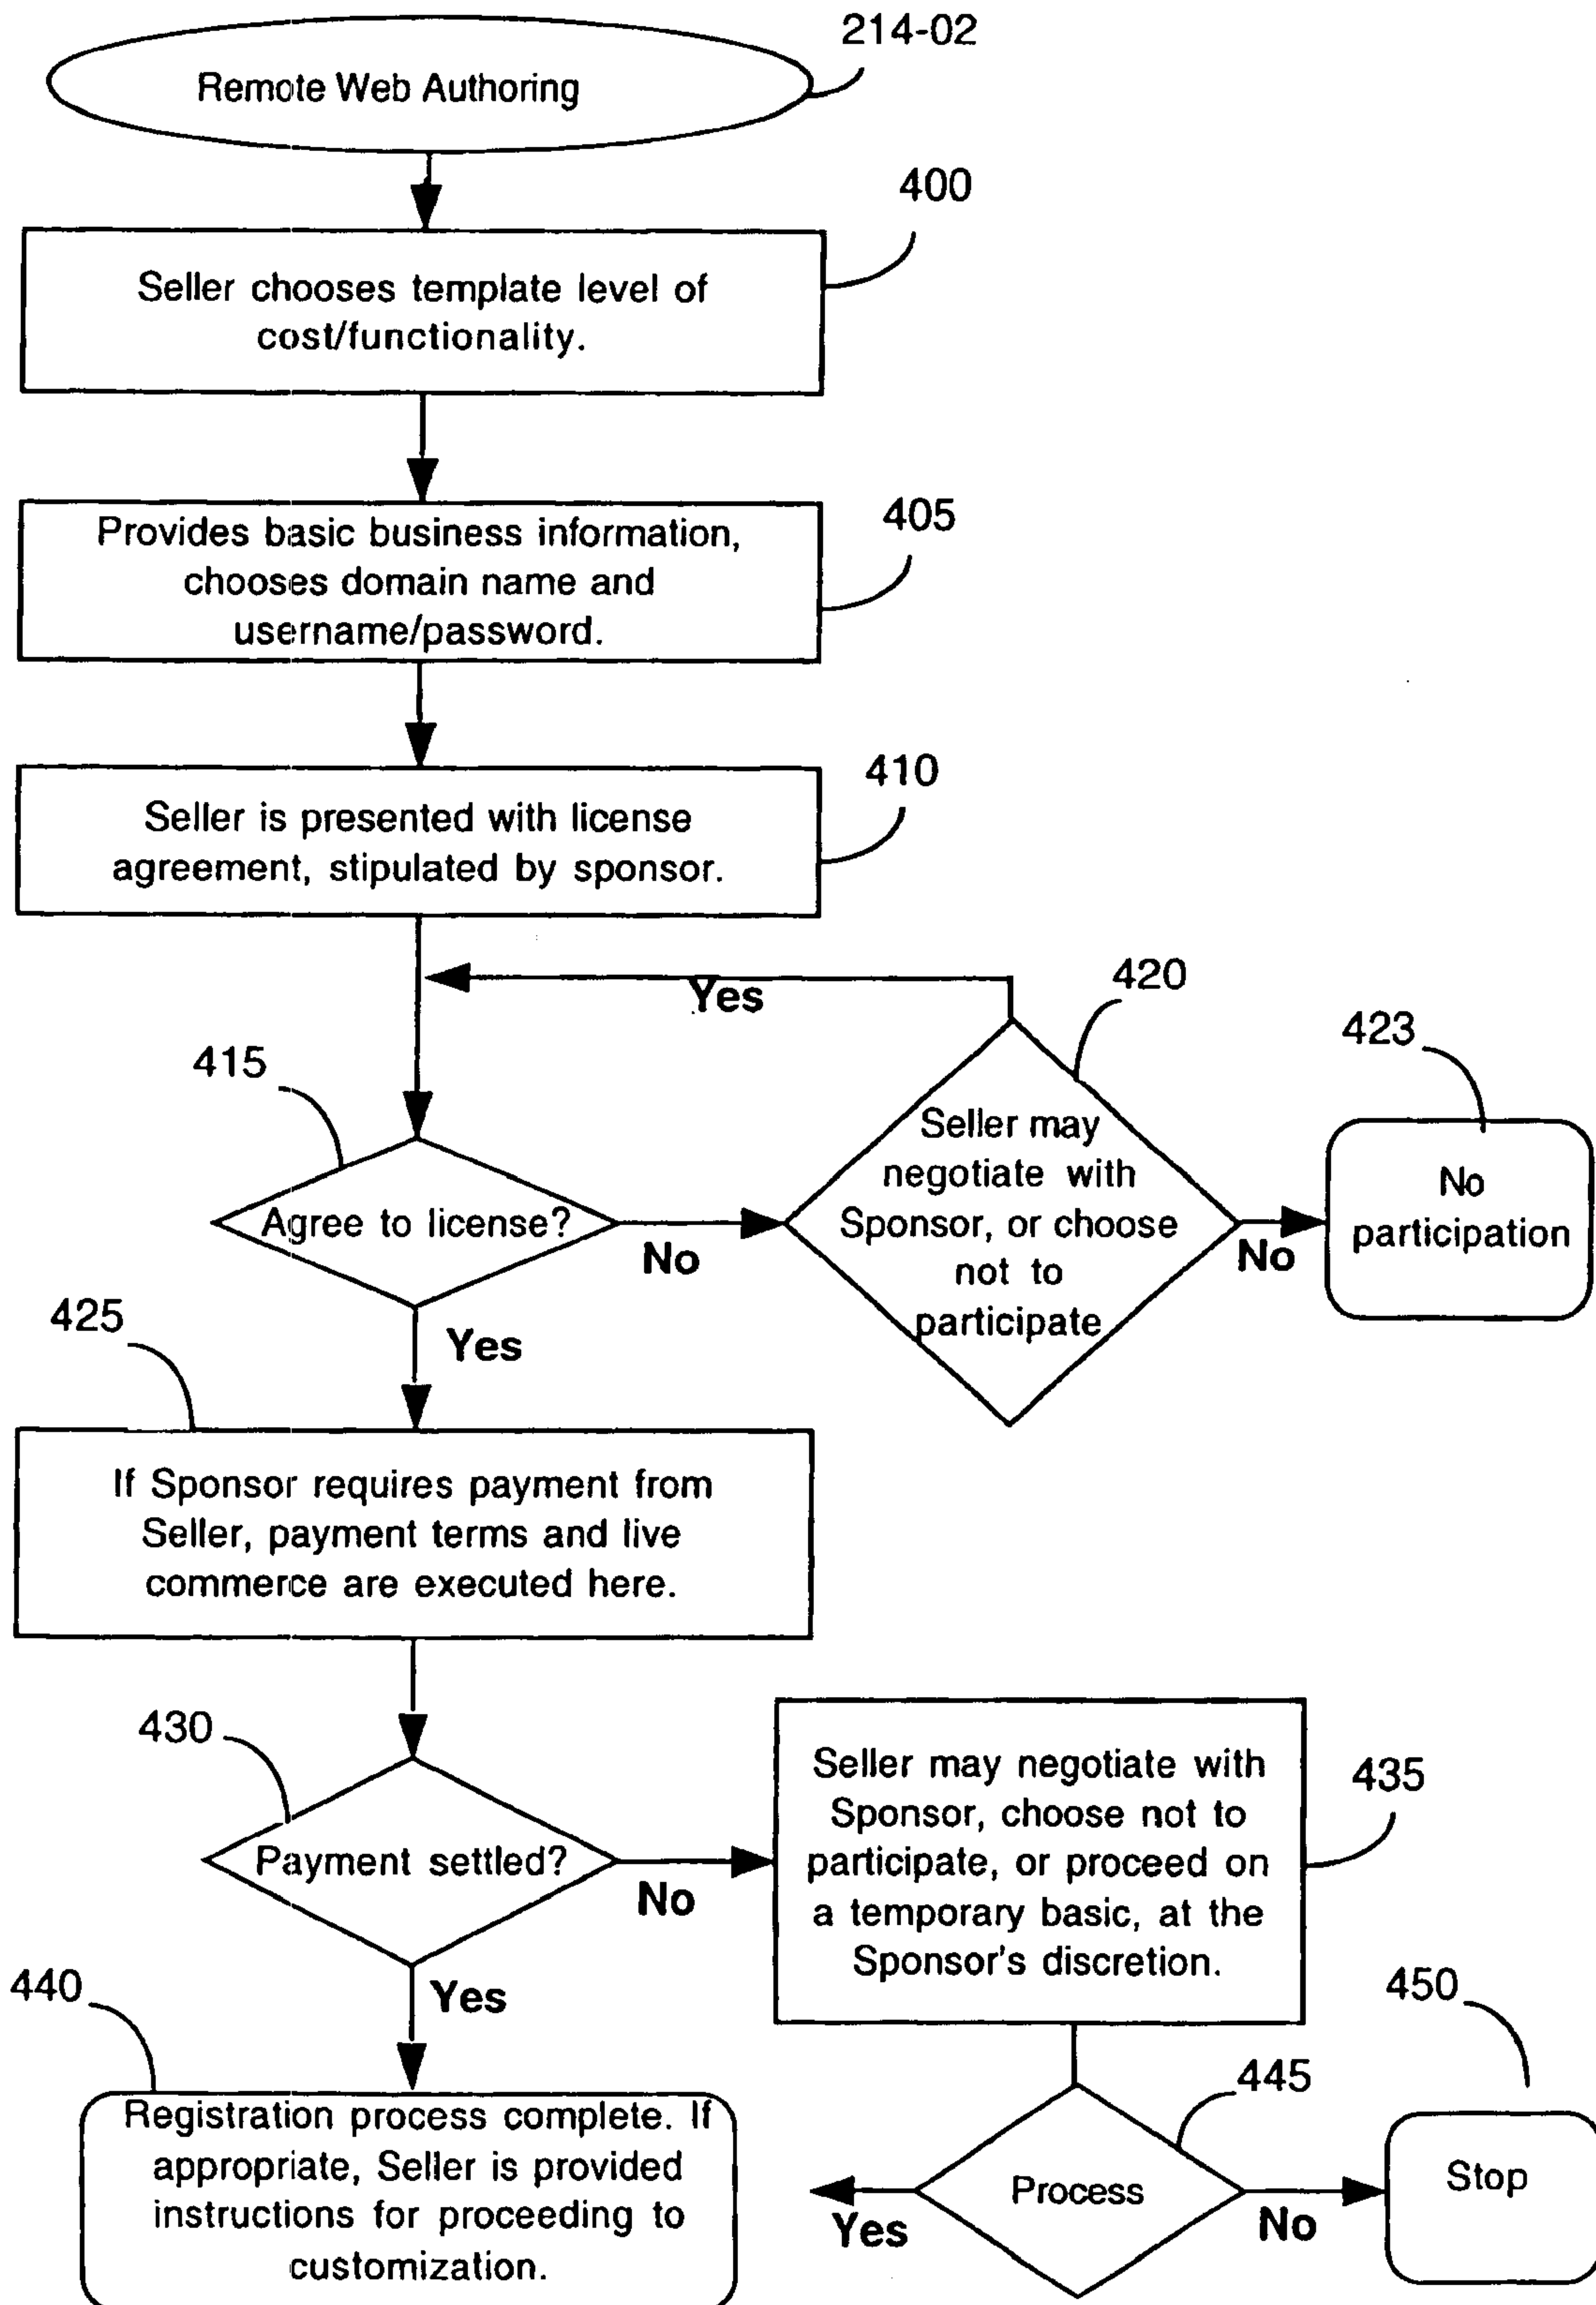 214-02
Remote Web Authoring
400
Seller chooses template level of
cost/functionality.
405
Provides basic business information,
chooses domain name and
username/password.
410
Seller is presented with license
agreement, stipulated by sponsor.
Yes
420
423
415
Seller may
negotiate with
Sponsor, or choose
not to
participate
No
participation
Agree to license?
No
No
425
Yes
If Sponsor requires payment from
Seller, payment terms and live
commerce are executed here.
430
Payment settled?
No
Seller may negotiate with
Sponsor, choose not to
participate, or proceed on
a temporary basic, at the
Sponsor's discretion.
435
440
Yes
450
445
Registration process complete. If
appropriate, Seller is provided
instructions for proceeding to
customization.
Process
Yes
No
Stop